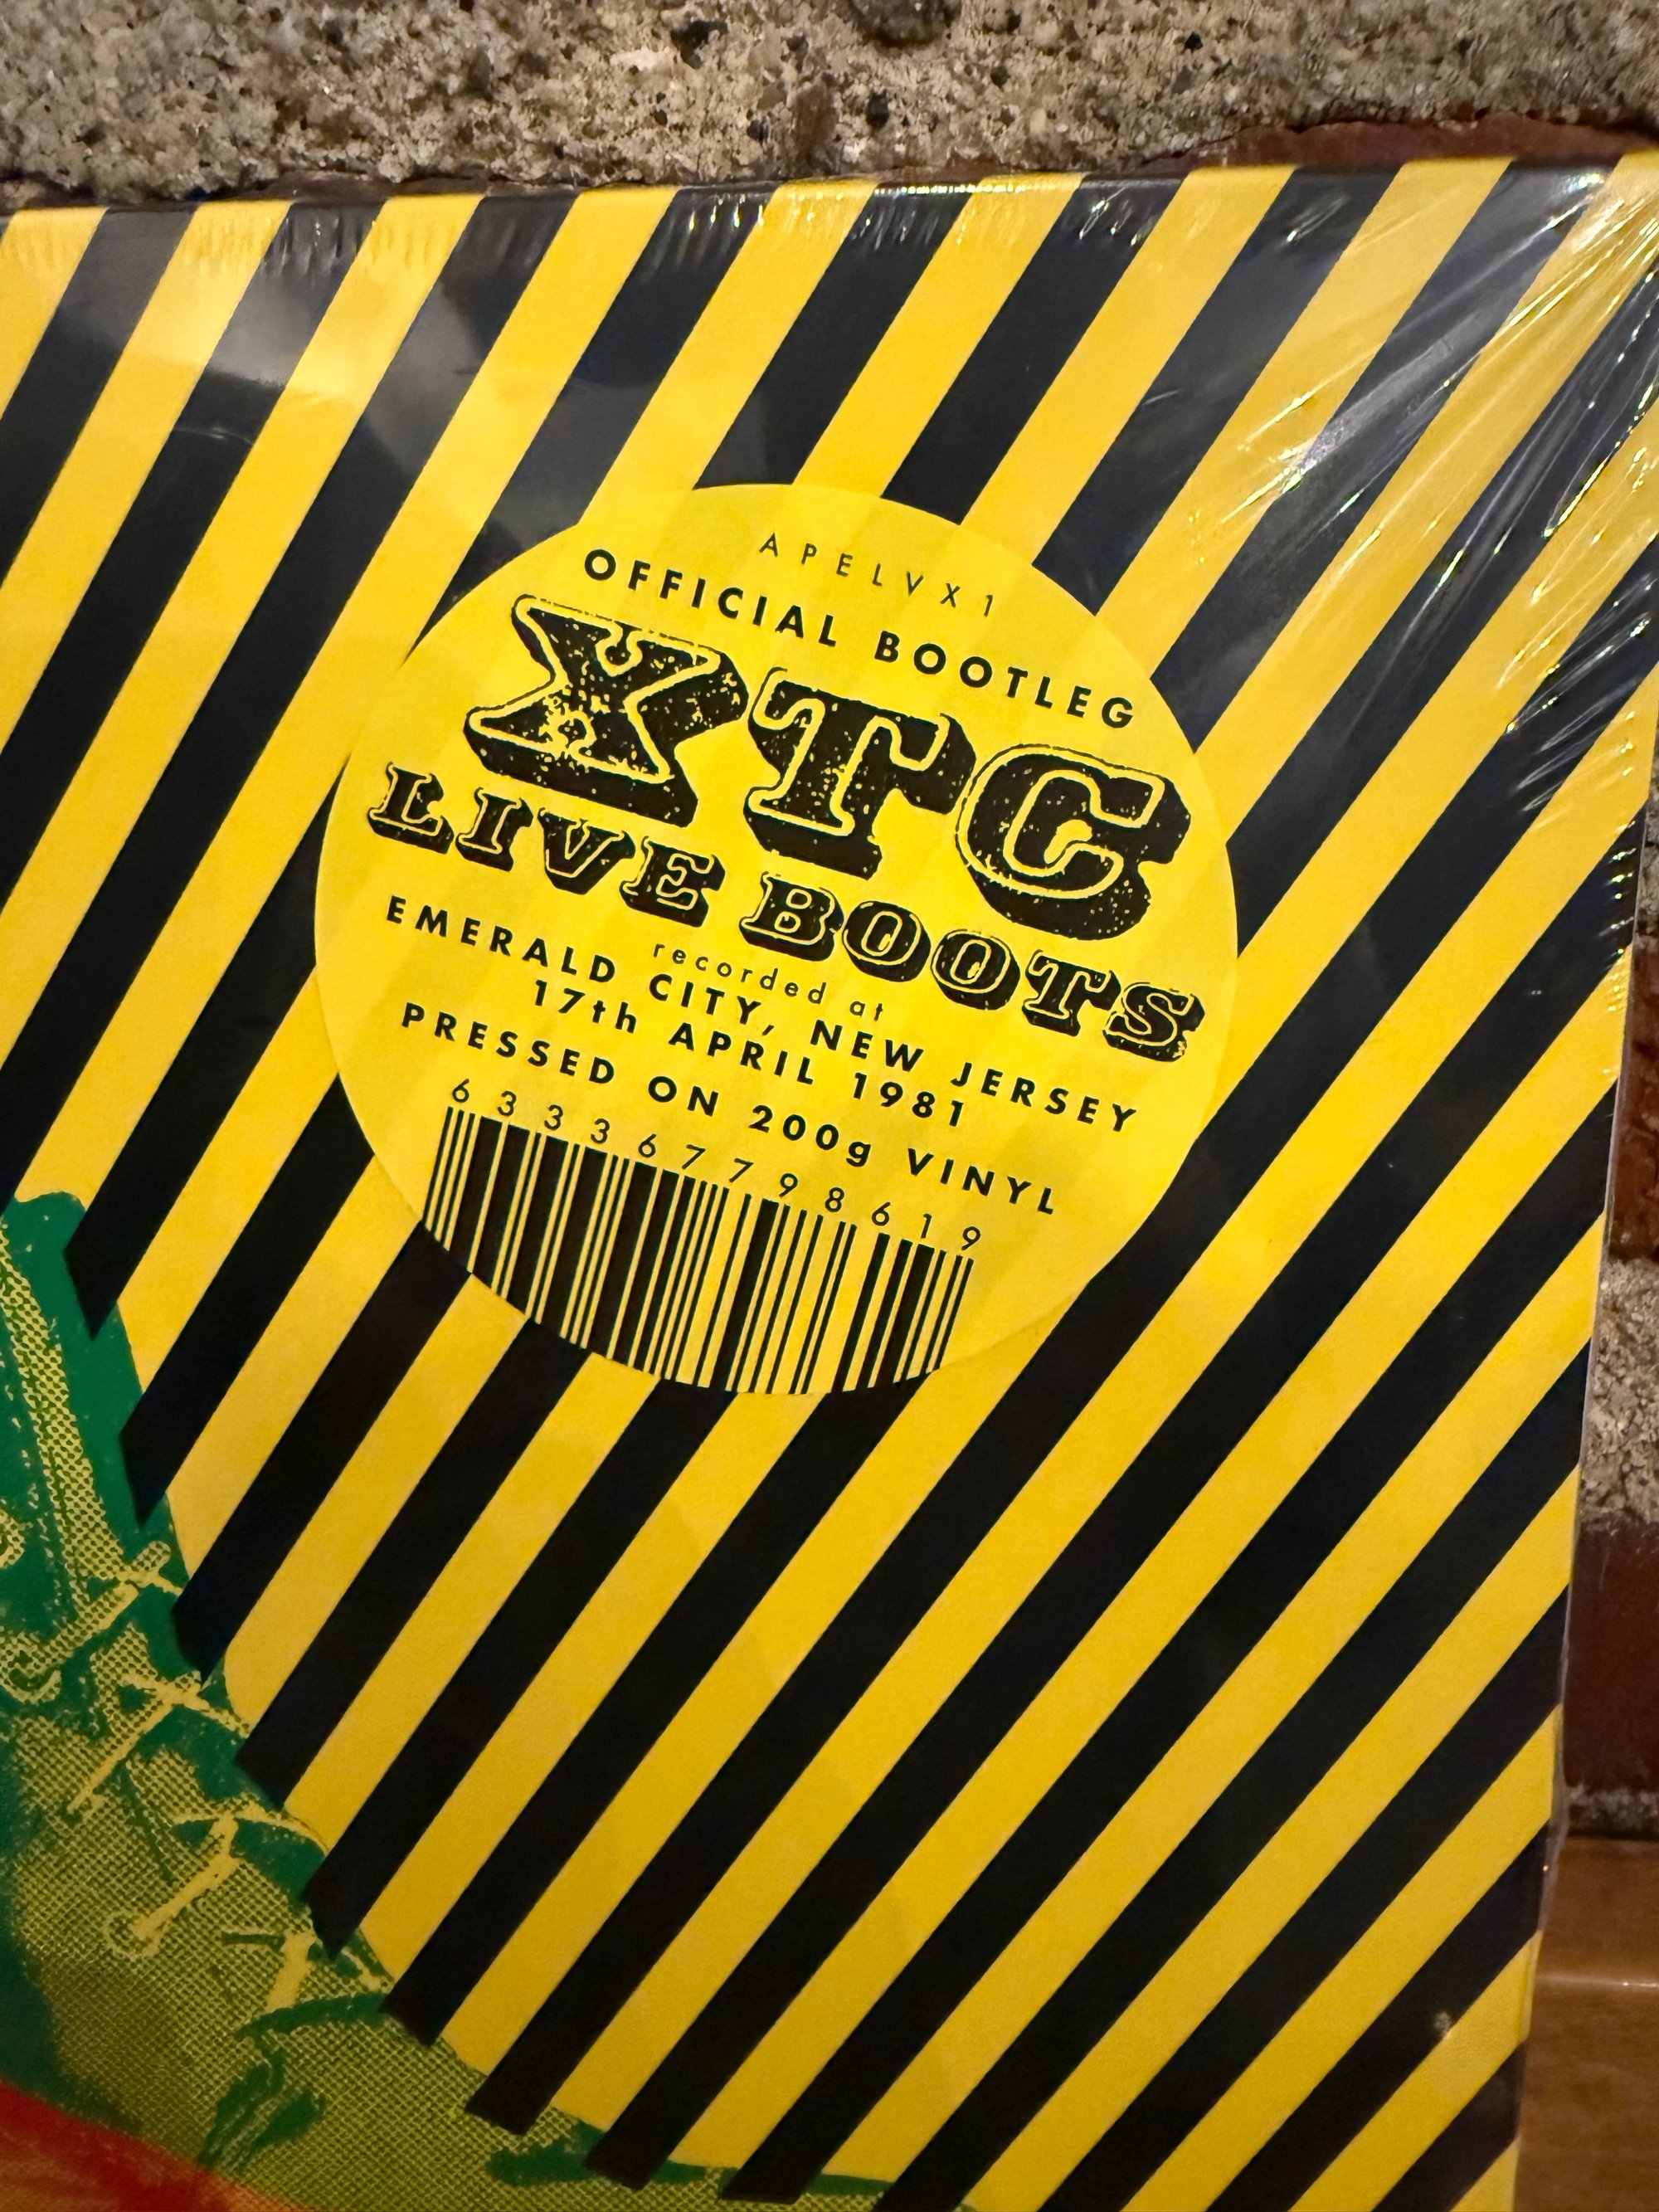 APELVX1
OFFICIAL BOOTLEG
XTC
LIVE BOOTS
recorded at
EMERALD CITY, NEW JERSEY
17th APRIL 1981
PRESSED ON 200g VINYL
633367798619